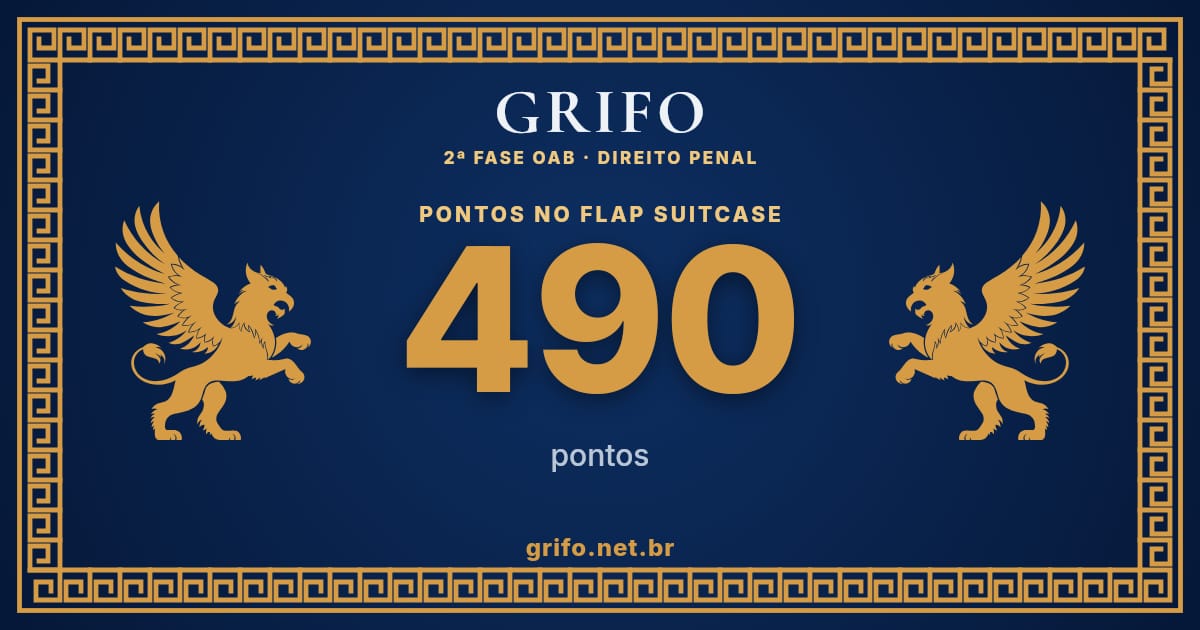 GRIFO
2ª FASE OAB · DIREITO PENAL
PONTOS NO FLAP SUITCASE
490
pontos
grifo.net.br